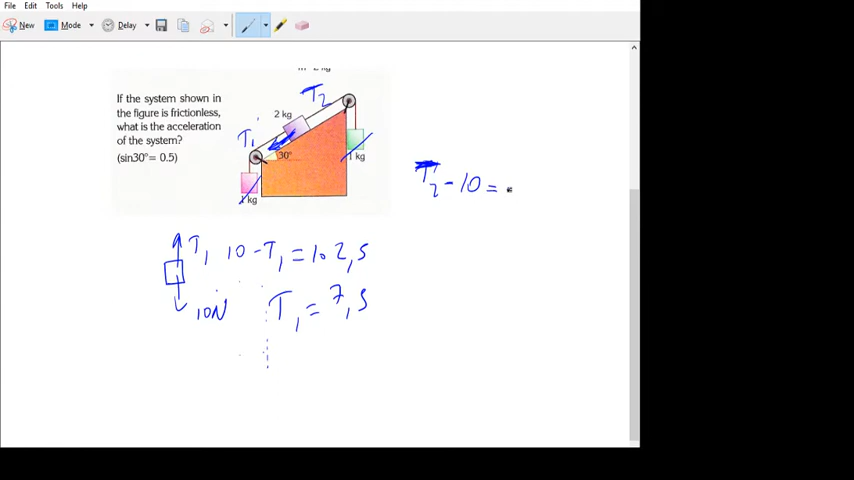 File Edit Tools Help
New Mode Delay
If the system shown in
the figure is frictionless,
what is the acceleration
of the system?
(sin30°= 0.5)
T2
2 kg
T1
30°
1 kg
1 kg
T2 - 10 =
T1 10 - T1 = 1. 2,5
10N T1 = 7,5